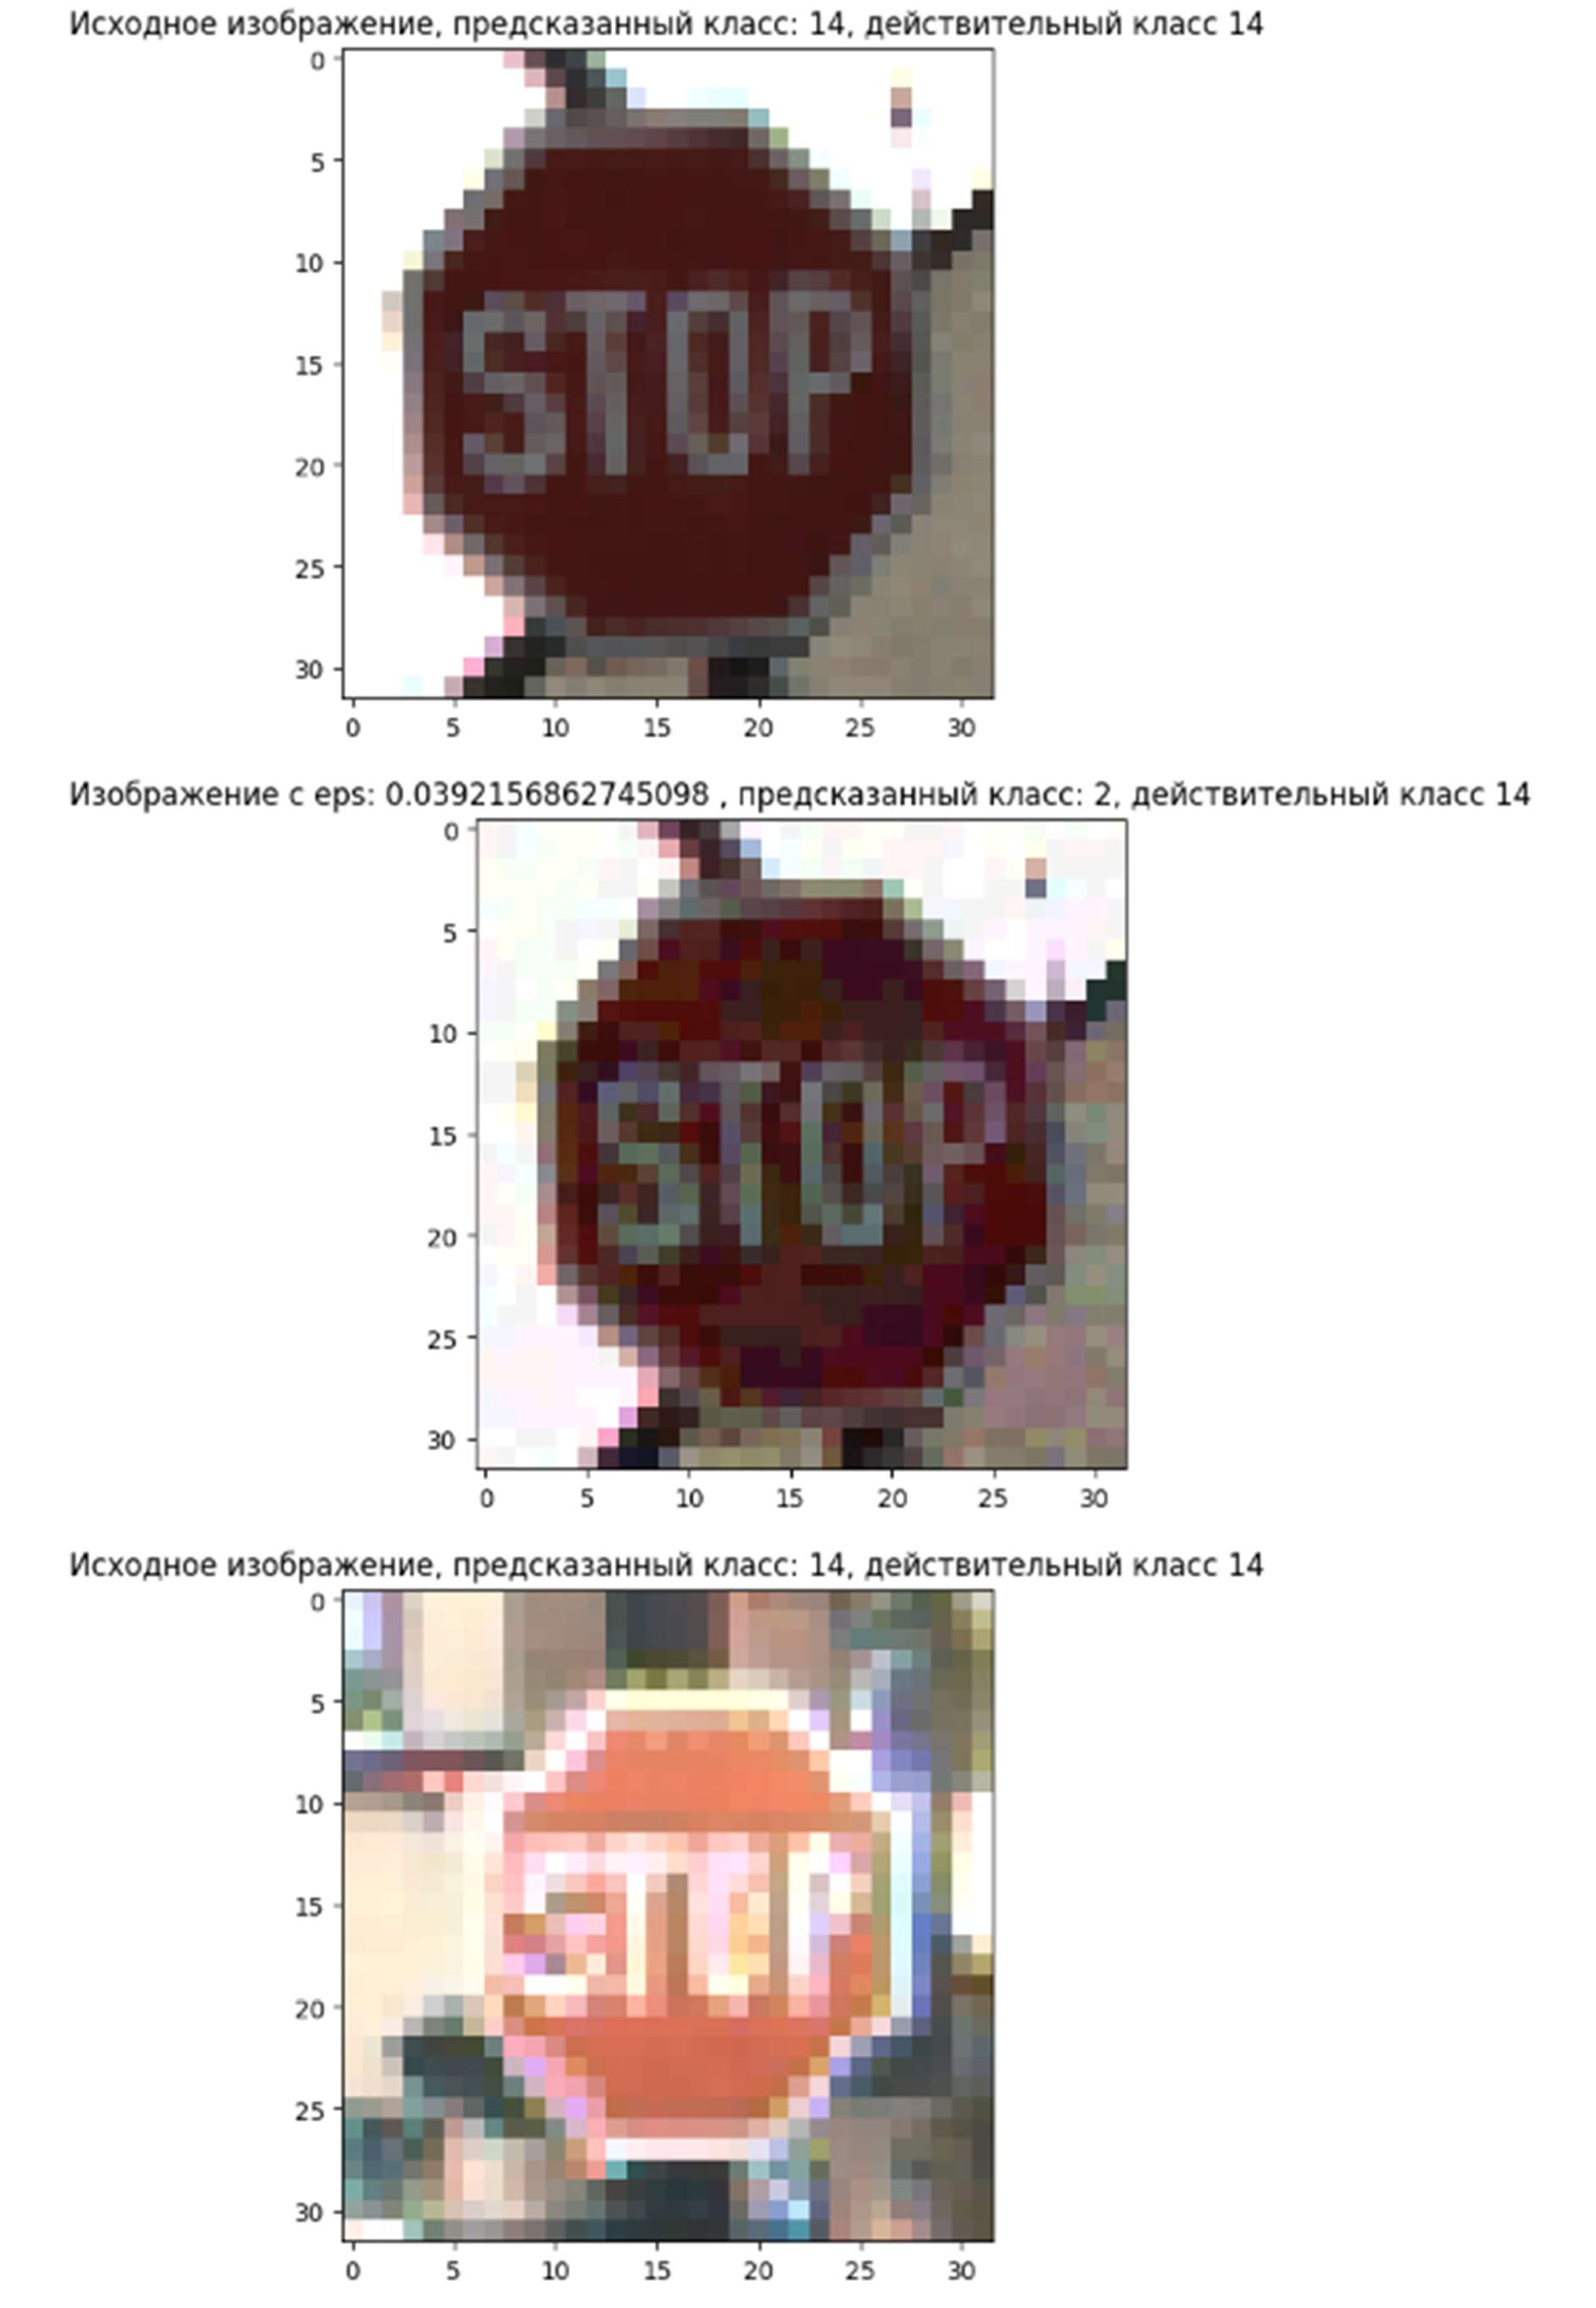 Исходное изображение, предсказанный класс: 14, действительный класс 14
0
5
10
STOP
15
20
25
30
0 5 10 15 20 25 30
Изображение с eps: 0.0392156862745098 , предсказанный класс: 2, действительный класс 14
0
5
10
STOP
15
20
25
30
0 5 10 15 20 25 30
Исходное изображение, предсказанный класс: 14, действительный класс 14
0
5
10
STOP
15
20
25
30
0 5 10 15 20 25 30